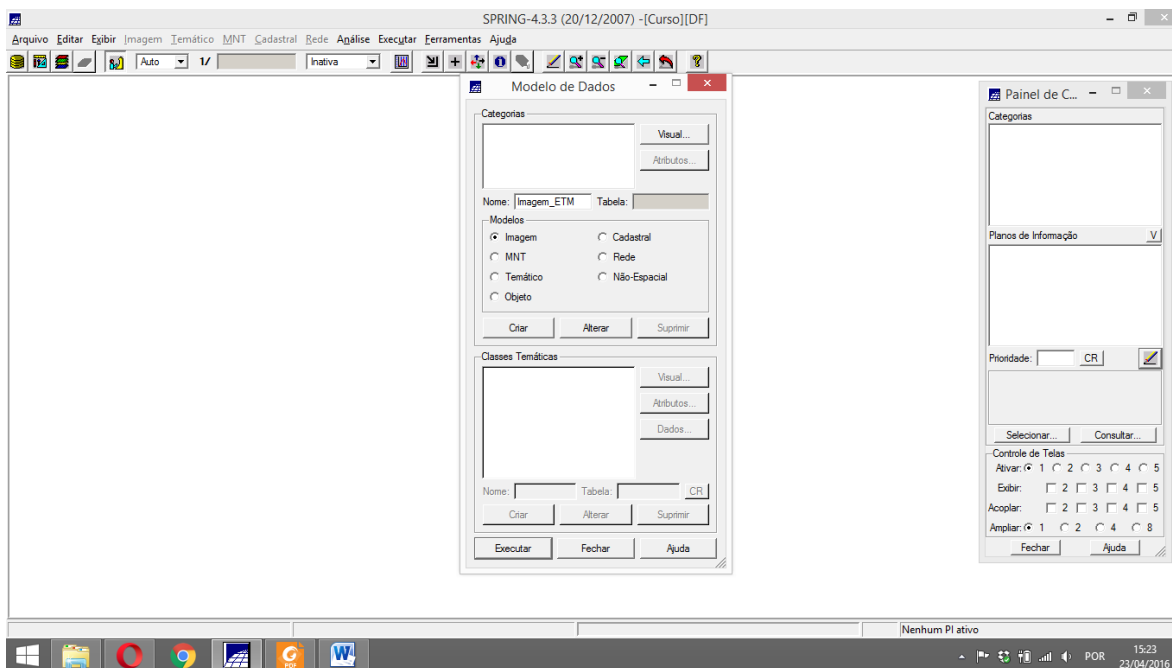 SPRING-4.3.3 (20/12/2007) -[Curso][DF]
Arquivo Editar Exibir Imagem Temático MNT Cadastral Rede Análise Executar Ferramentas Ajuda
Auto 1/ Inativa
Modelo de Dados
Categorias
Visual...
Atributos...
Nome: Imagem_ETM Tabela:
Modelos
Imagem Cadastral
MNT Rede
Temático Não-Espacial
Objeto
Criar Alterar Suprimir
Classes Temáticas
Visual...
Atributos...
Dados...
Nome: Tabela: CR
Criar Alterar Suprimir
Executar Fechar Ajuda
Painel de C...
Categorias
Planos de Informação V
Prioridade: CR
Selecionar... Consultar...
Controle de Telas
Ativar: 1 2 3 4 5
Exibir: 2 3 4 5
Acoplar: 2 3 4 5
Ampliar: 1 2 4 8
Fechar Ajuda
Nenhum PI ativo
PDF
W
POR
15:23
23/04/2016